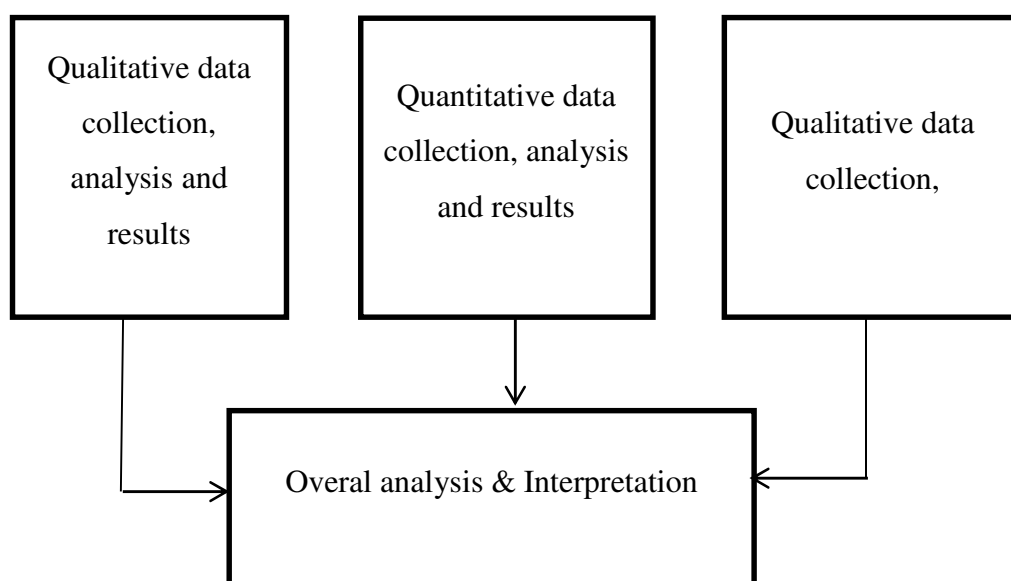 Qualitative data
collection,
analysis and
results
Quantitative data
collection, analysis
and results
Qualitative data
collection,
Overal analysis & Interpretation